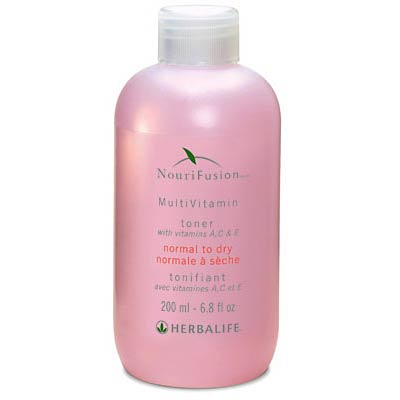 NouriFusion
MultiVitamin
toner
with vitamins A, C & E
normal to dry
normale à sèche
tonifiant
avec vitamines A, C et E
200 ml - 6.8 fl oz
HERBALIFE